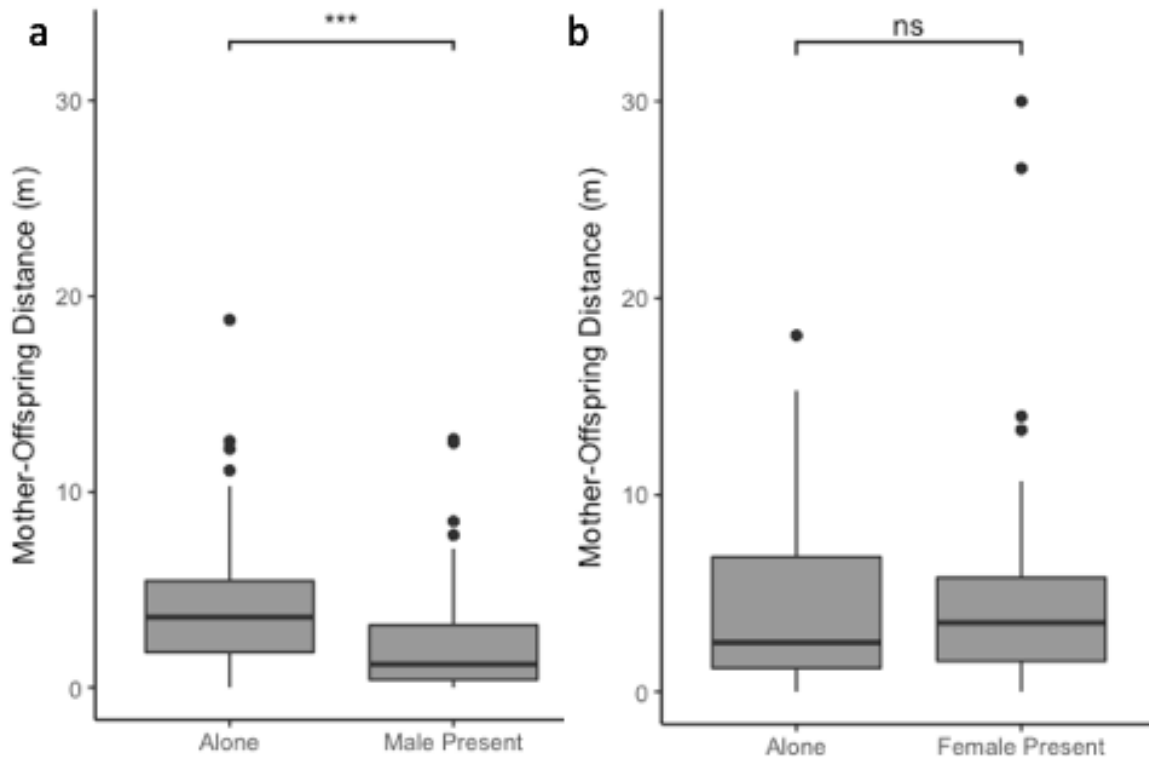 a
***
Mother-Offspring Distance (m)
30
20
10
0
Alone
Male Present
b
ns
Mother-Offspring Distance (m)
30
20
10
0
Alone
Female Present